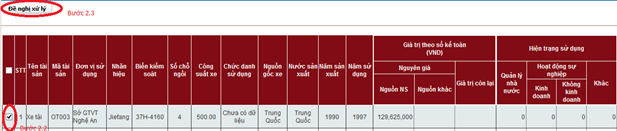 Đề nghị xử lý
Bước 2.3
STT
Tên tài sản
Mã tài sản
Đơn vị sử dụng
Nhãn hiệu
Biển kiểm soát
Số chỗ ngồi
Công suất xe
Chức danh sử dụng
Nguồn gốc xe
Nước sản xuất
Năm sản xuất
Năm sử dụng
Giá trị theo sổ kế toán (VND)
Nguyên giá
Nguồn NS
Nguồn khác
Giá trị còn lại
Hiện trạng sử dụng
Quản lý nhà nước
Hoạt động sự nghiệp
Kinh doanh
Không kinh doanh
Khác
1 Xe tải OT003 Sở GTVT Nghệ An Jiefang 37H-4160 4 500.00 Chưa có dữ liệu Trung Quốc Trung Quốc 1990 1997 129,625,000 0 0 0 0
Bước 2.2